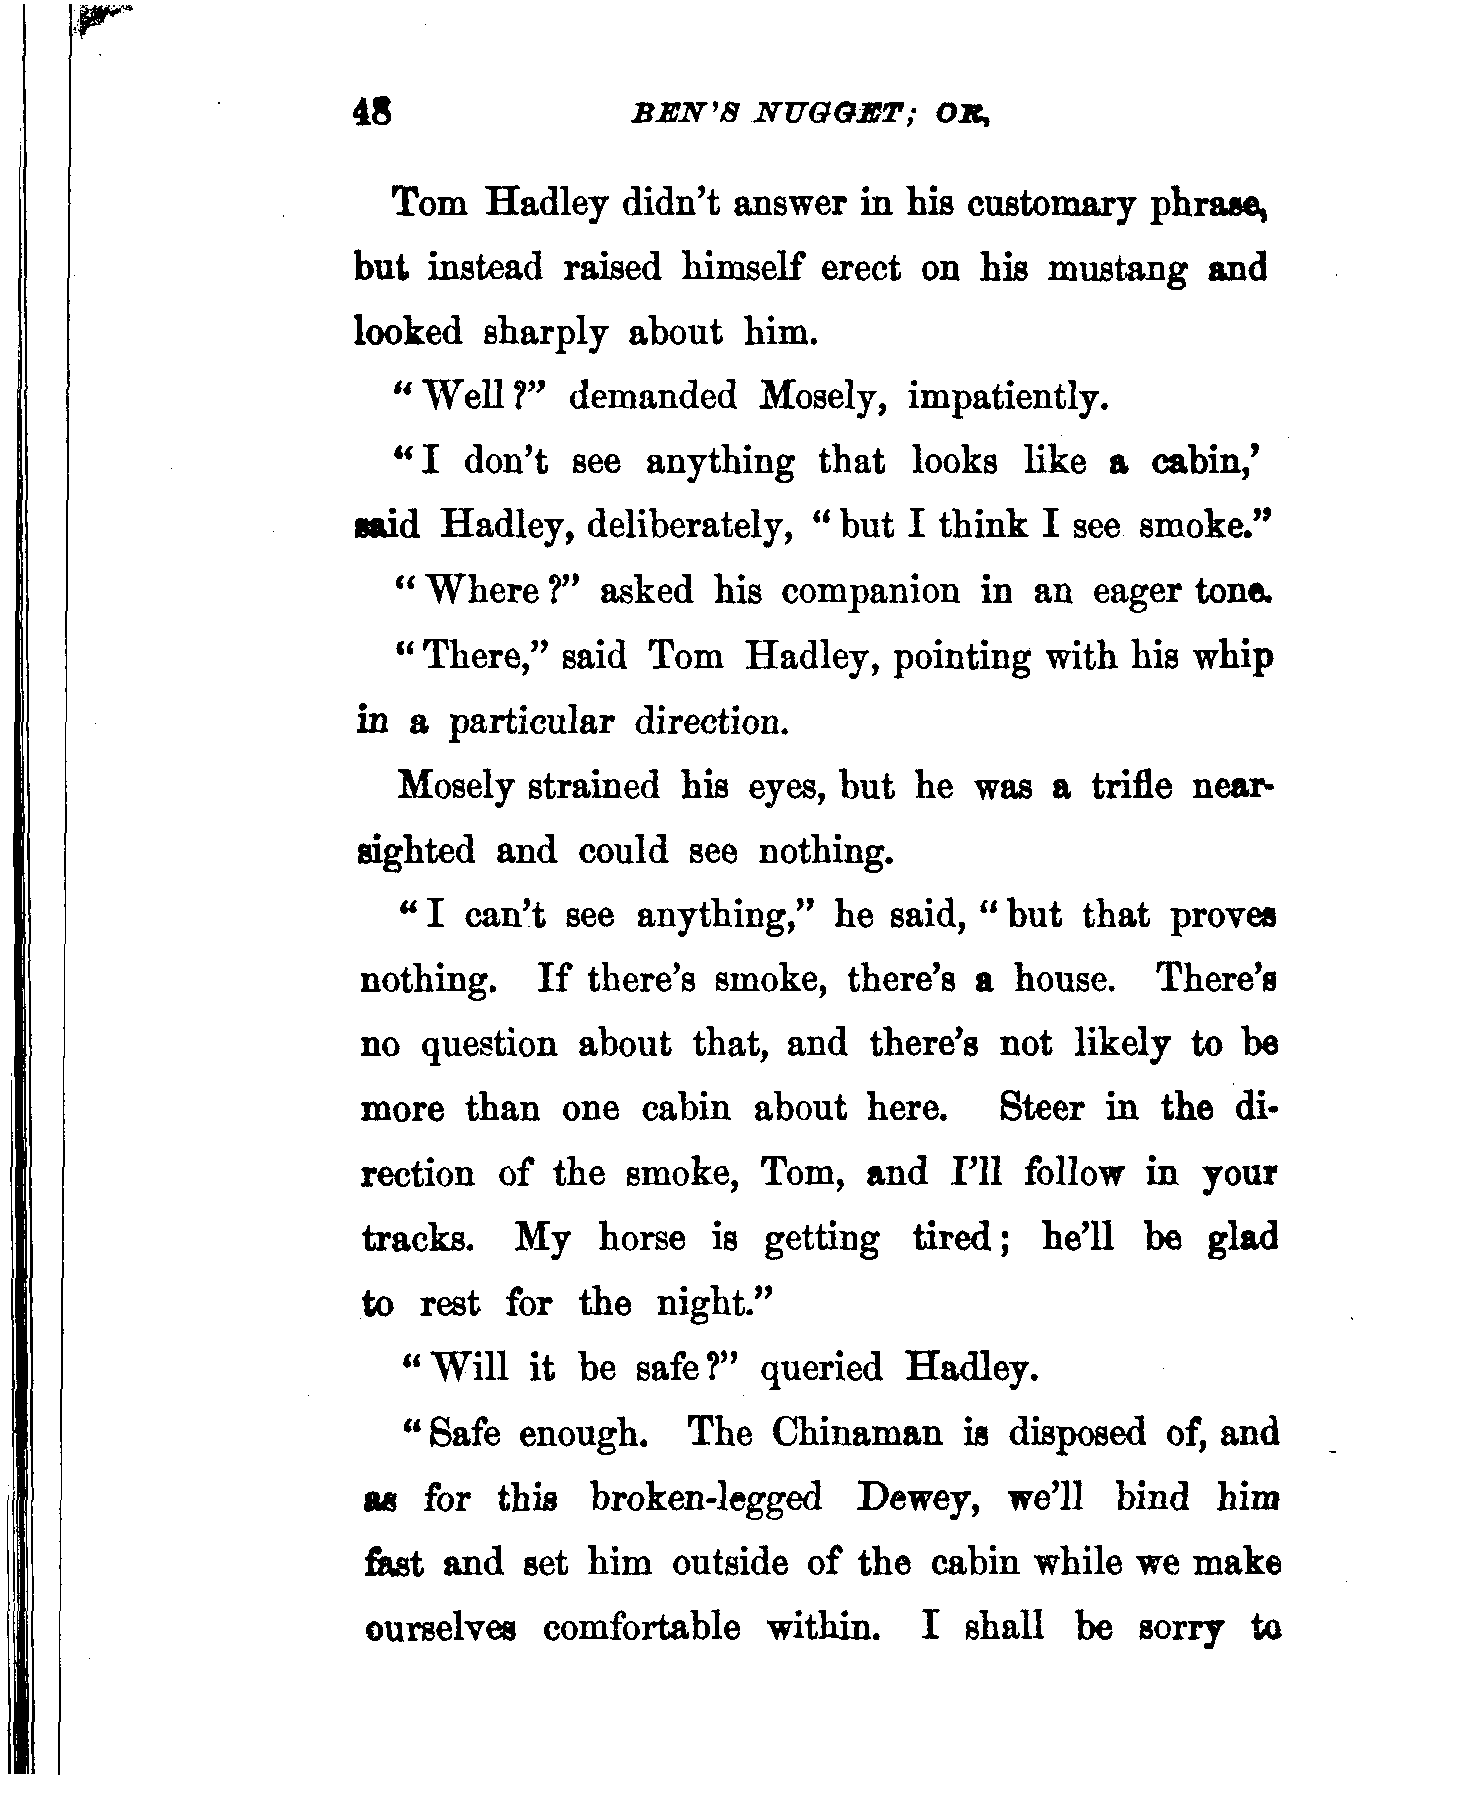 48 BEN'S NUGGET; OR,
Tom Hadley didn't answer in his customary phrase,
but instead raised himself erect on his mustang and
looked sharply about him.
"Well?" demanded Mosely, impatiently.
"I don't see anything that looks like a cabin,'
said Hadley, deliberately, "but I think I see smoke."
"Where?" asked his companion in an eager tone.
"There," said Tom Hadley, pointing with his whip
in a particular direction.
Mosely strained his eyes, but he was a trifle near-
sighted and could see nothing.
"I can't see anything," he said, "but that proves
nothing. If there's smoke, there's a house. There's
no question about that, and there's not likely to be
more than one cabin about here. Steer in the di-
rection of the smoke, Tom, and I'll follow in your
tracks. My horse is getting tired; he'll be glad
to rest for the night."
"Will it be safe?" queried Hadley.
"Safe enough. The Chinaman is disposed of, and
as for this broken-legged Dewey, we'll bind him
fast and set him outside of the cabin while we make
ourselves comfortable within. I shall be sorry to